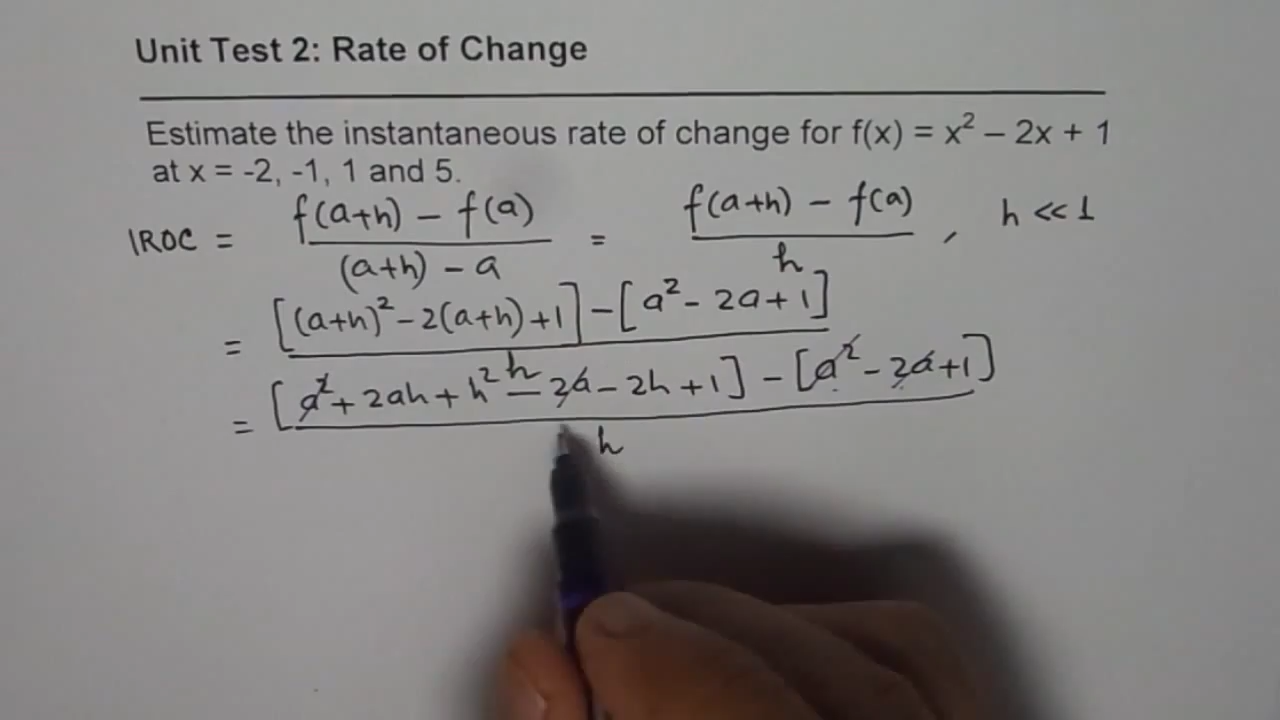 Unit Test 2: Rate of Change
Estimate the instantaneous rate of change for f(x) = x² – 2x + 1
at x = -2, -1, 1 and 5.
IROC = f(a+h) – f(a) / (a+h) – a = f(a+h) – f(a) / h , h << 1
= [(a+h)² – 2(a+h) + 1] – [a² – 2a + 1] / h
= [a² + 2ah + h² – 2a – 2h + 1] – [a² – 2a + 1] / h